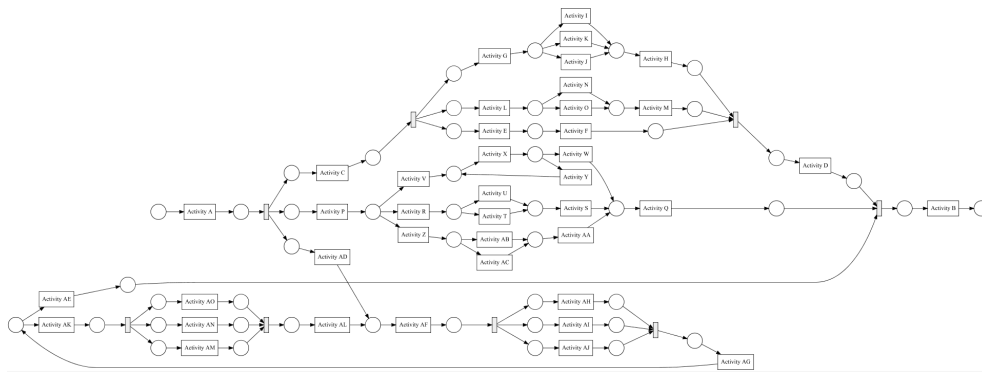 Activity I
Activity K
Activity G
Activity J
Activity H
Activity N
Activity L
Activity O
Activity M
Activity E
Activity F
Activity X
Activity W
Activity D
Activity C
Activity V
Activity Y
Activity U
Activity A
Activity P
Activity R
Activity T
Activity S
Activity Q
Activity B
Activity Z
Activity AB
Activity AA
Activity AD
Activity AC
Activity AE
Activity AO
Activity AH
Activity AK
Activity AN
Activity AL
Activity AF
Activity AI
Activity AM
Activity AJ
Activity AG